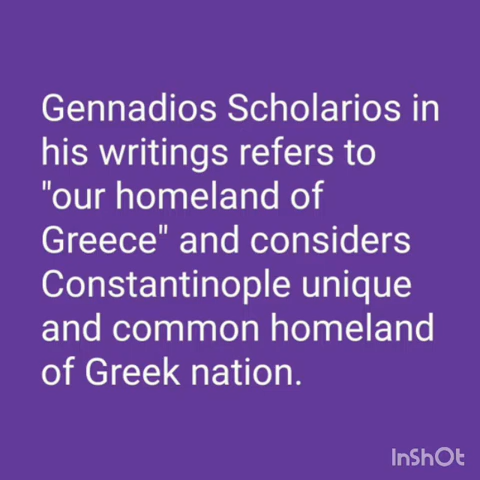 Gennadios Scholarios in
his writings refers to
"our homeland of
Greece" and considers
Constantinople unique
and common homeland
of Greek nation.
InShOt